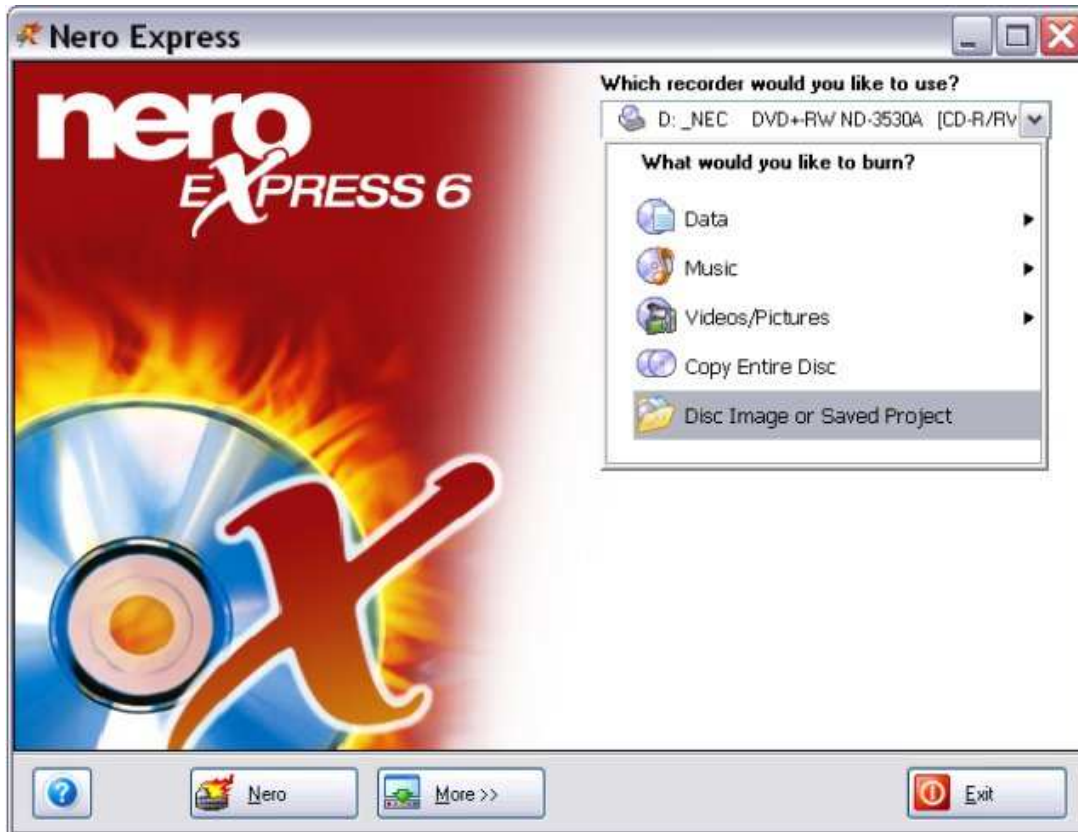 Nero Express
nero
EXPRESS 6
Which recorder would you like to use?
D: _NEC DVD+-RW ND-3530A [CD-R/RV
What would you like to burn?
Data
Music
Videos/Pictures
Copy Entire Disc
Disc Image or Saved Project
?
Nero
More >>
Exit